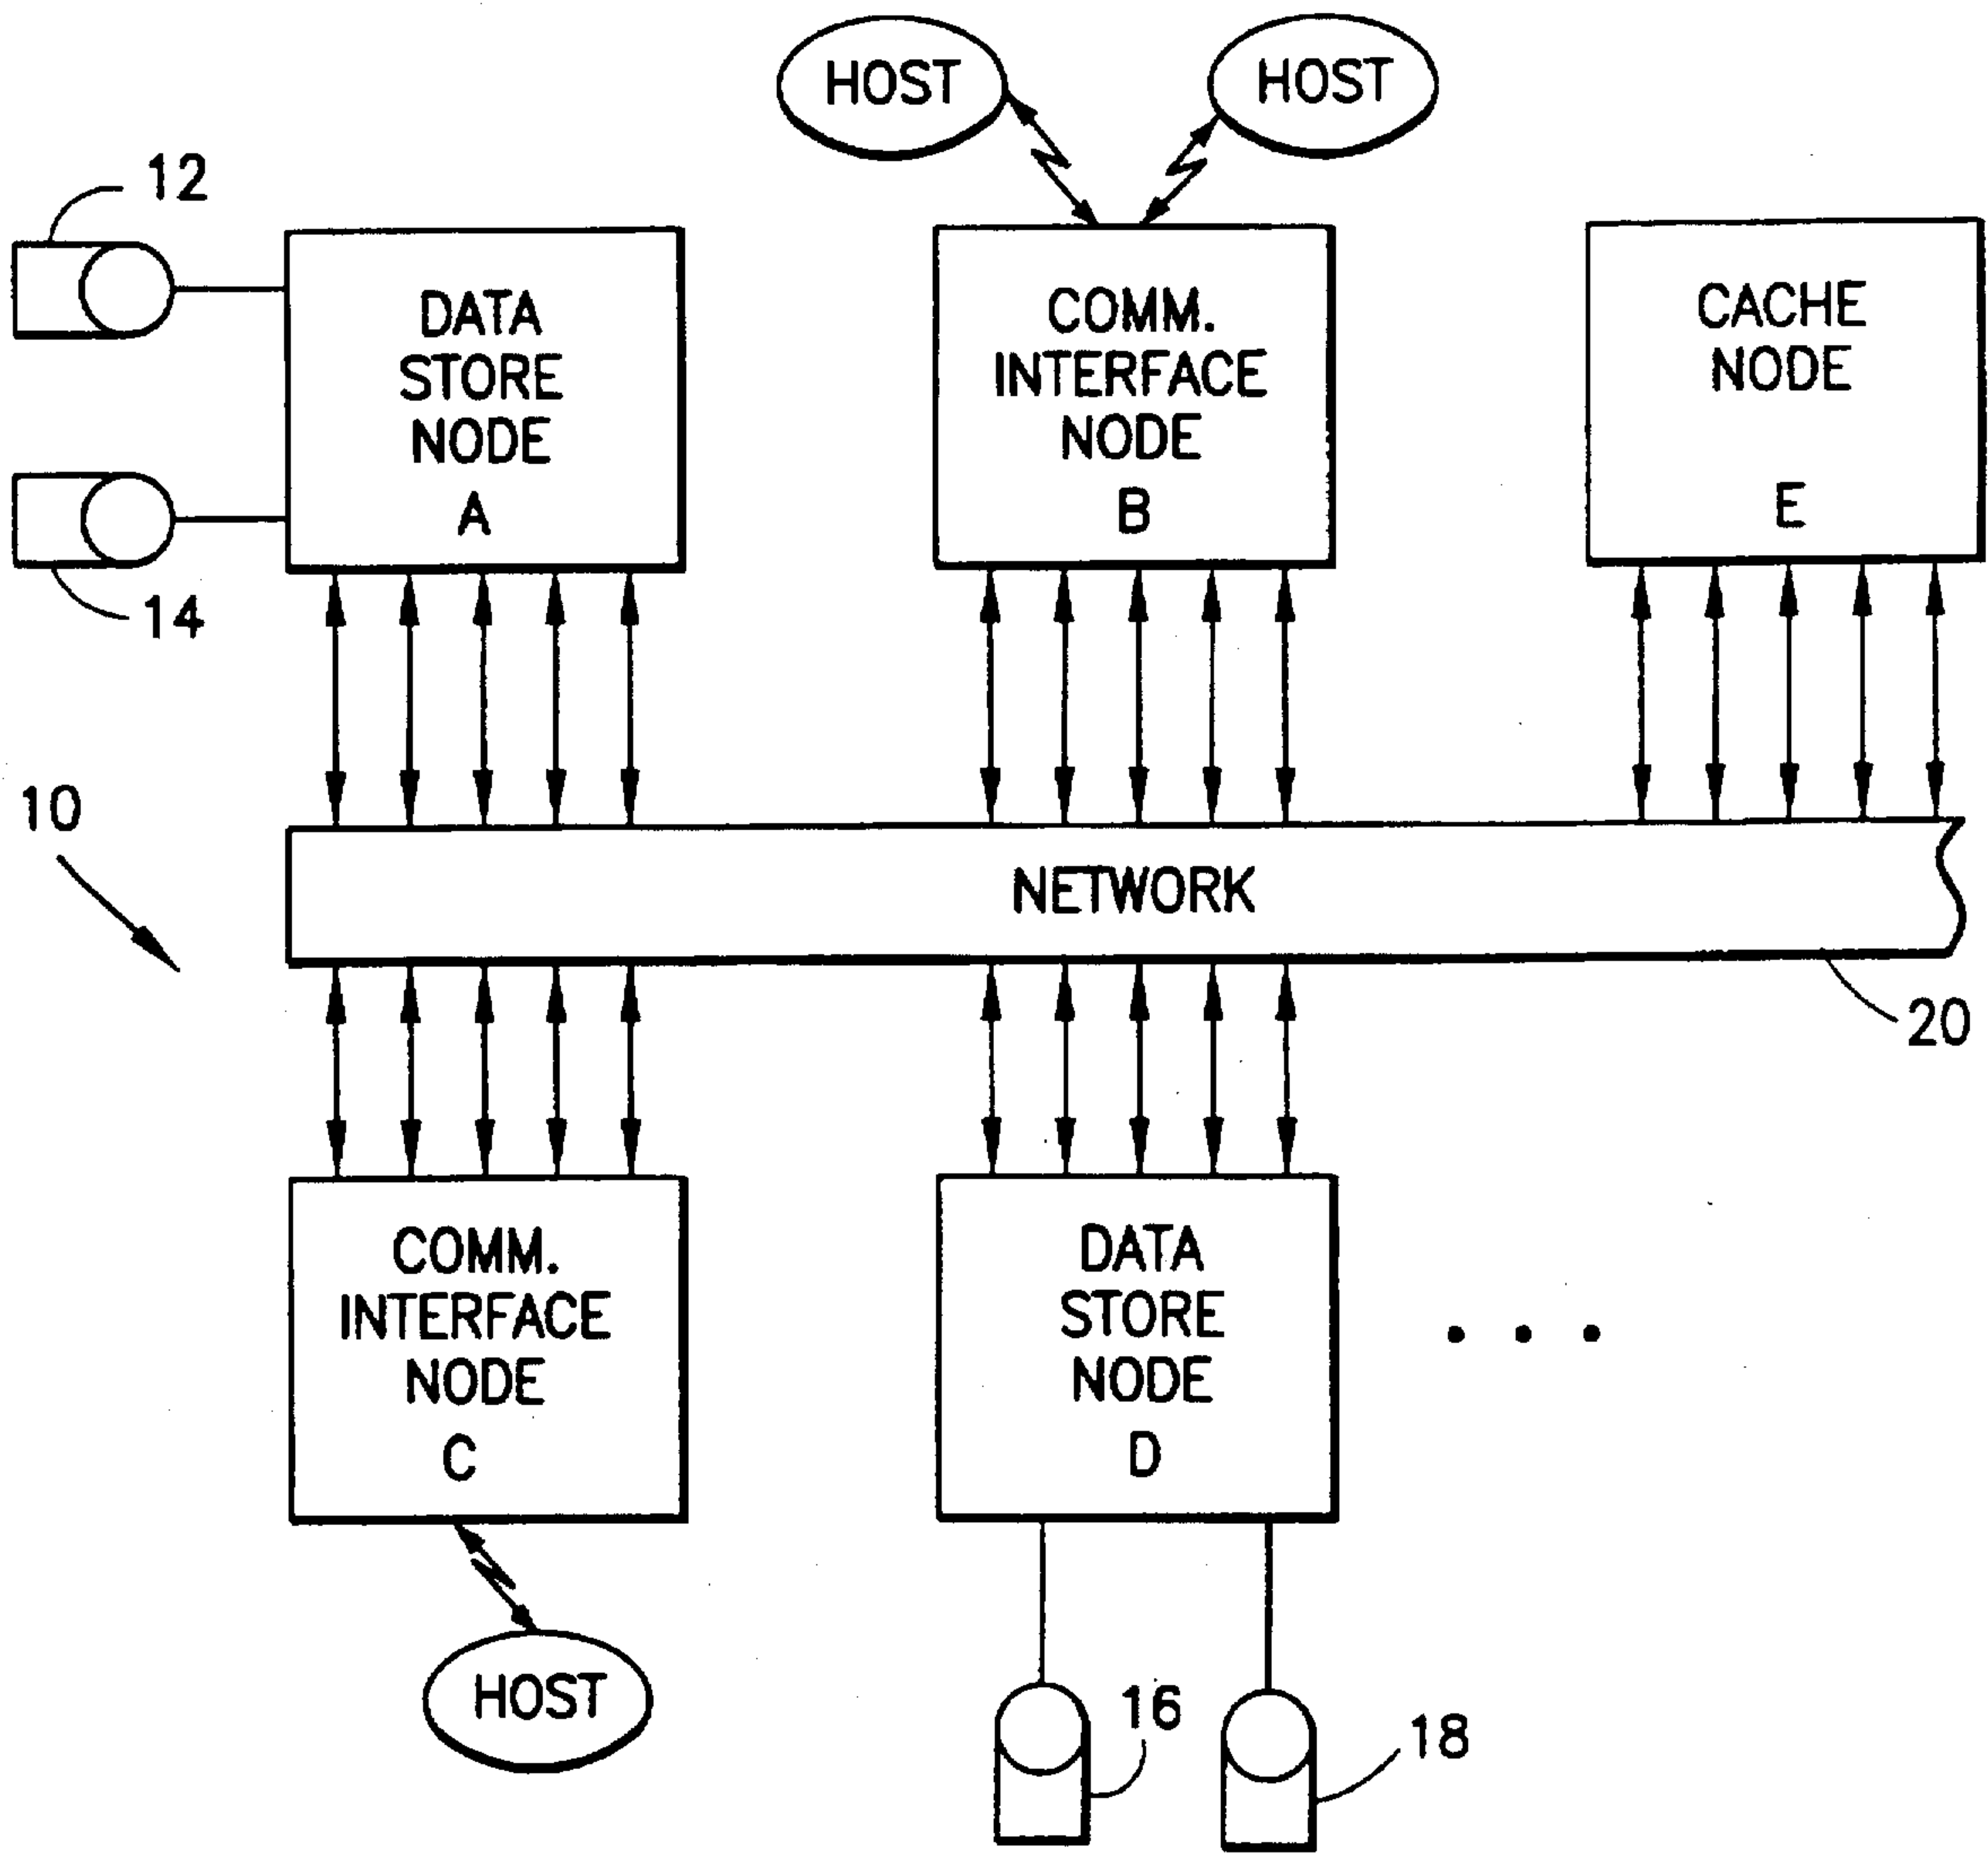 HOST
HOST
12
DATA
STORE
NODE
A
COMM.
INTERFACE
NODE
B
CACHE
NODE
E
14
10
NETWORK
20
COMM.
INTERFACE
NODE
C
DATA
STORE
NODE
D
HOST
16
18